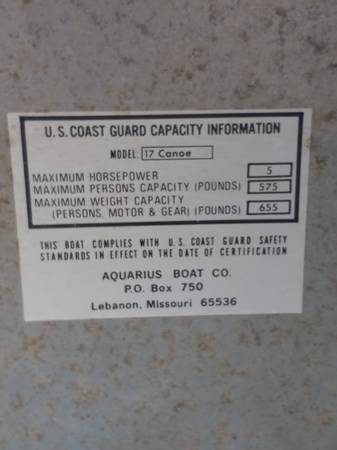 U.S. COAST GUARD CAPACITY INFORMATION
MODEL: 17 Canoe
MAXIMUM HORSEPOWER 5
MAXIMUM PERSONS CAPACITY (POUNDS) 575
MAXIMUM WEIGHT CAPACITY
(PERSONS, MOTOR & GEAR) (POUNDS) 655
THIS BOAT COMPLIES WITH U.S. COAST GUARD SAFETY
STANDARDS IN EFFECT ON THE DATE OF CERTIFICATION
AQUARIUS BOAT CO.
P.O. Box 750
Lebanon, Missouri 65536